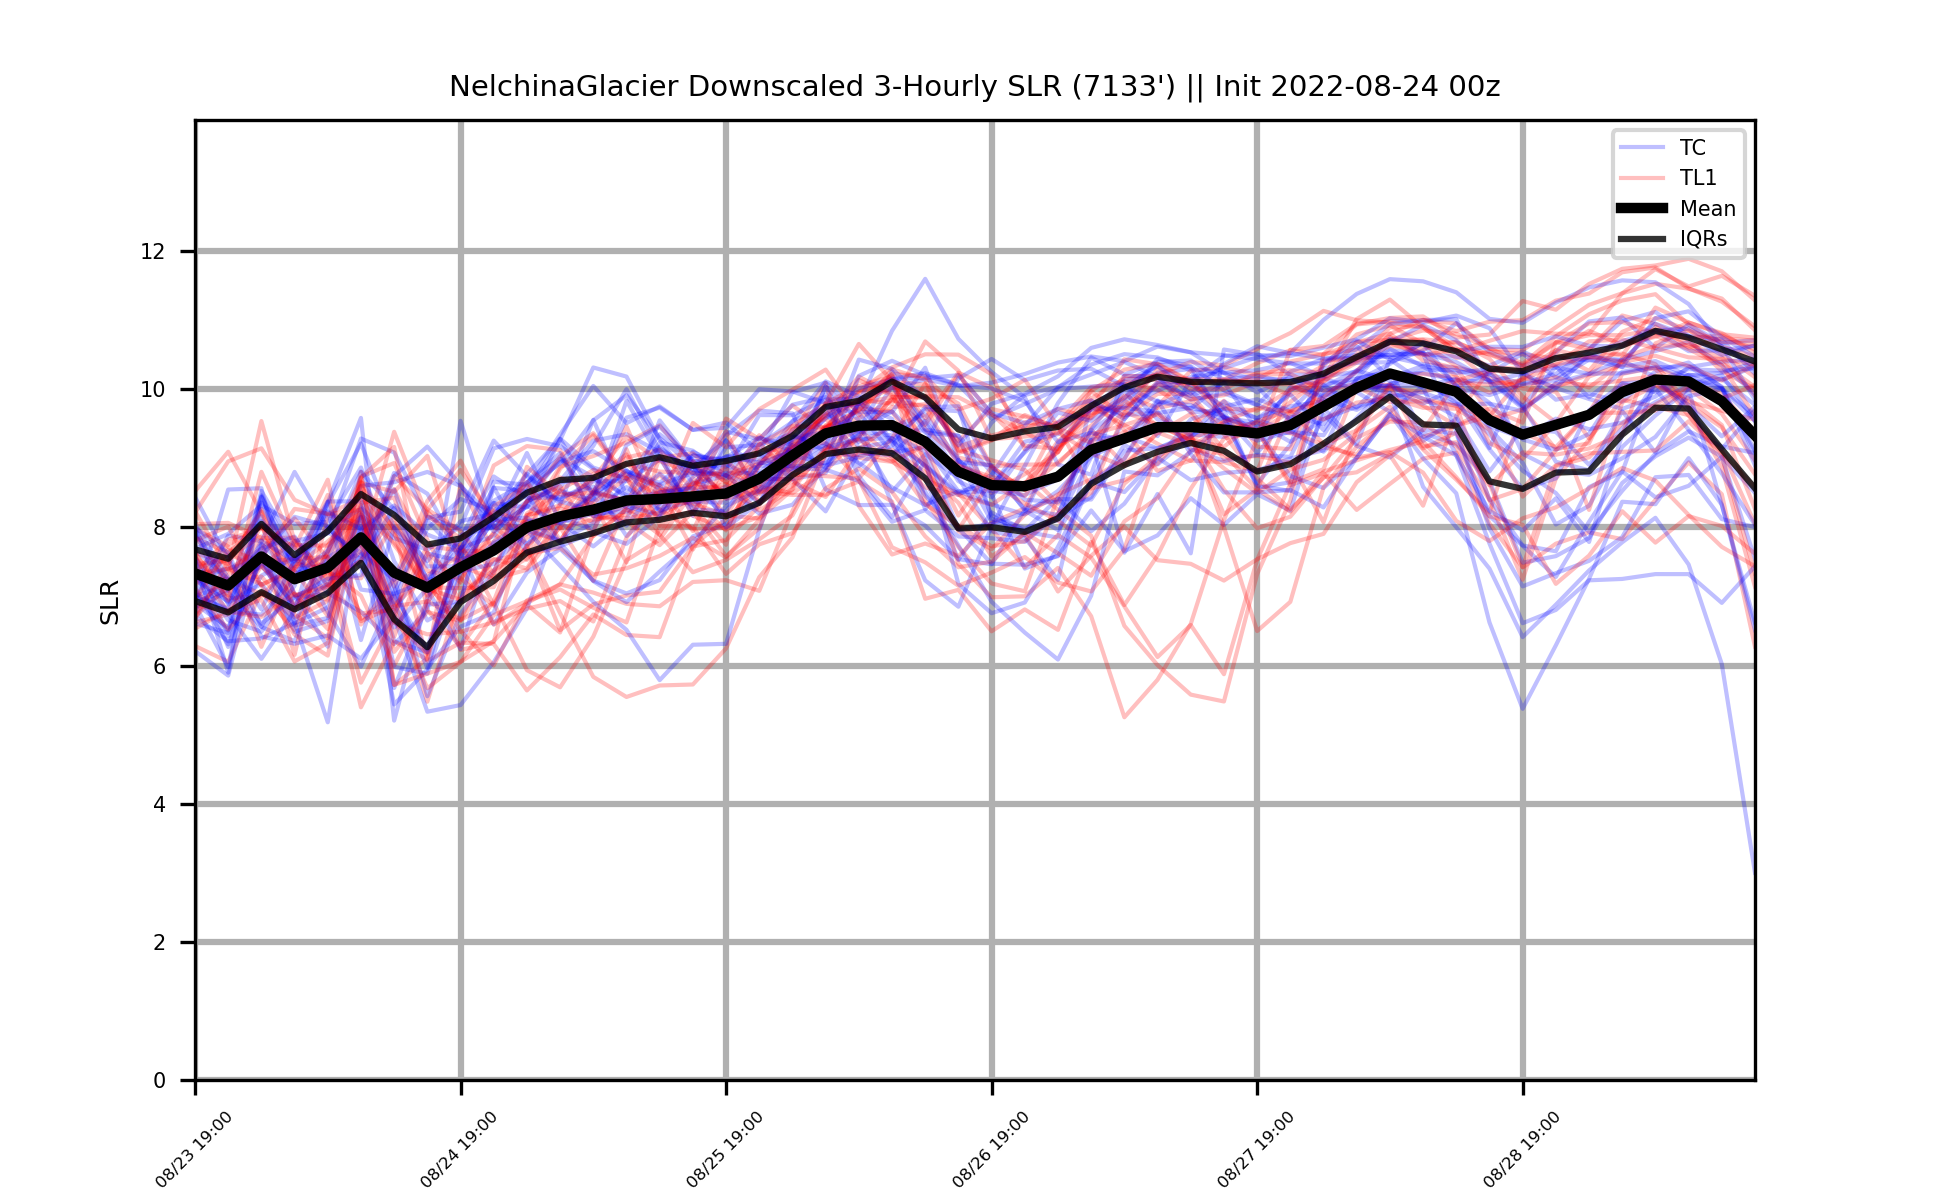 NelchinaGlacier Downscaled 3-Hourly SLR (7133') || Init 2022-08-24 00z
TC
TL1
Mean
IQRs
SLR
12
10
8
6
4
2
0
08/23 19:00
08/24 19:00
08/25 19:00
08/26 19:00
08/27 19:00
08/28 19:00